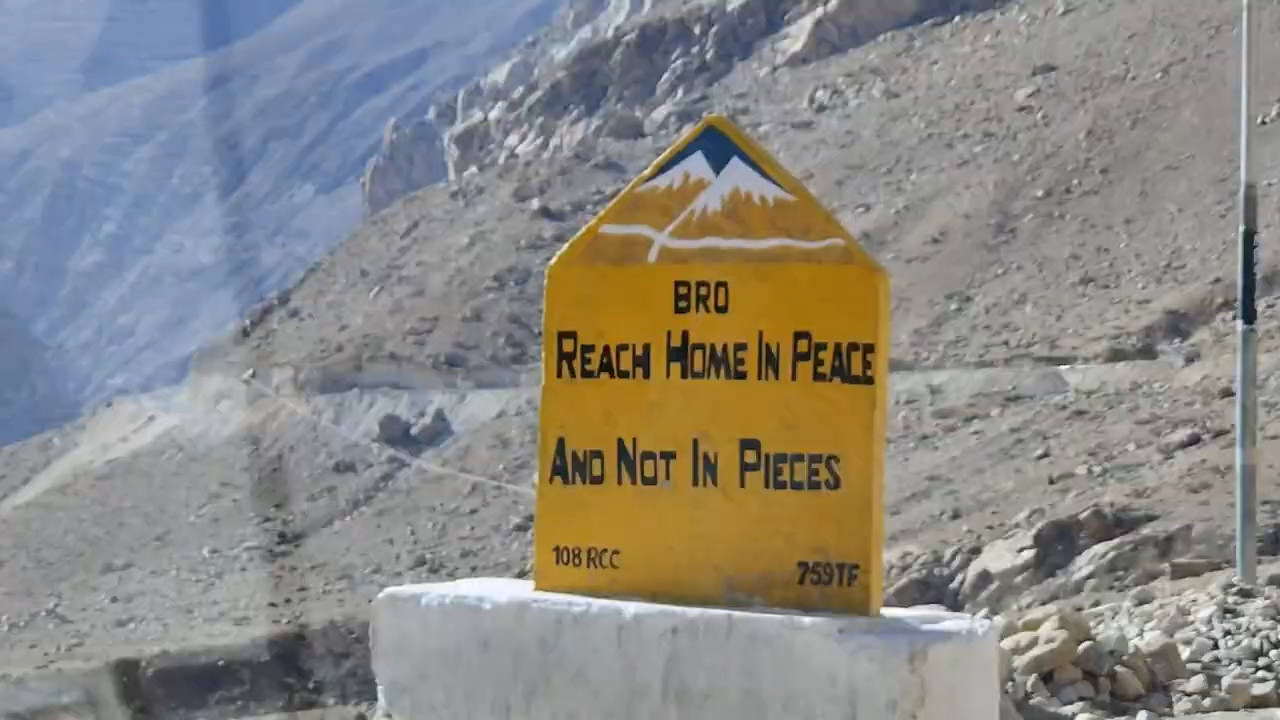 BRO
REACH HOME IN PEACE
AND NOT IN PIECES
108 RCC
759TF